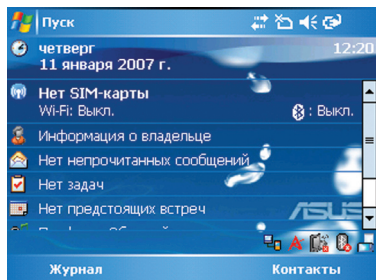 Пуск
четверг 12:20
11 января 2007 г.
Нет SIM-карты
Wi-Fi: Выкл. : Выкл.
Информация о владельце
Нет непрочитанных сообщений
Нет задач
Нет предстоящих встреч
ASUS
Журнал Контакты